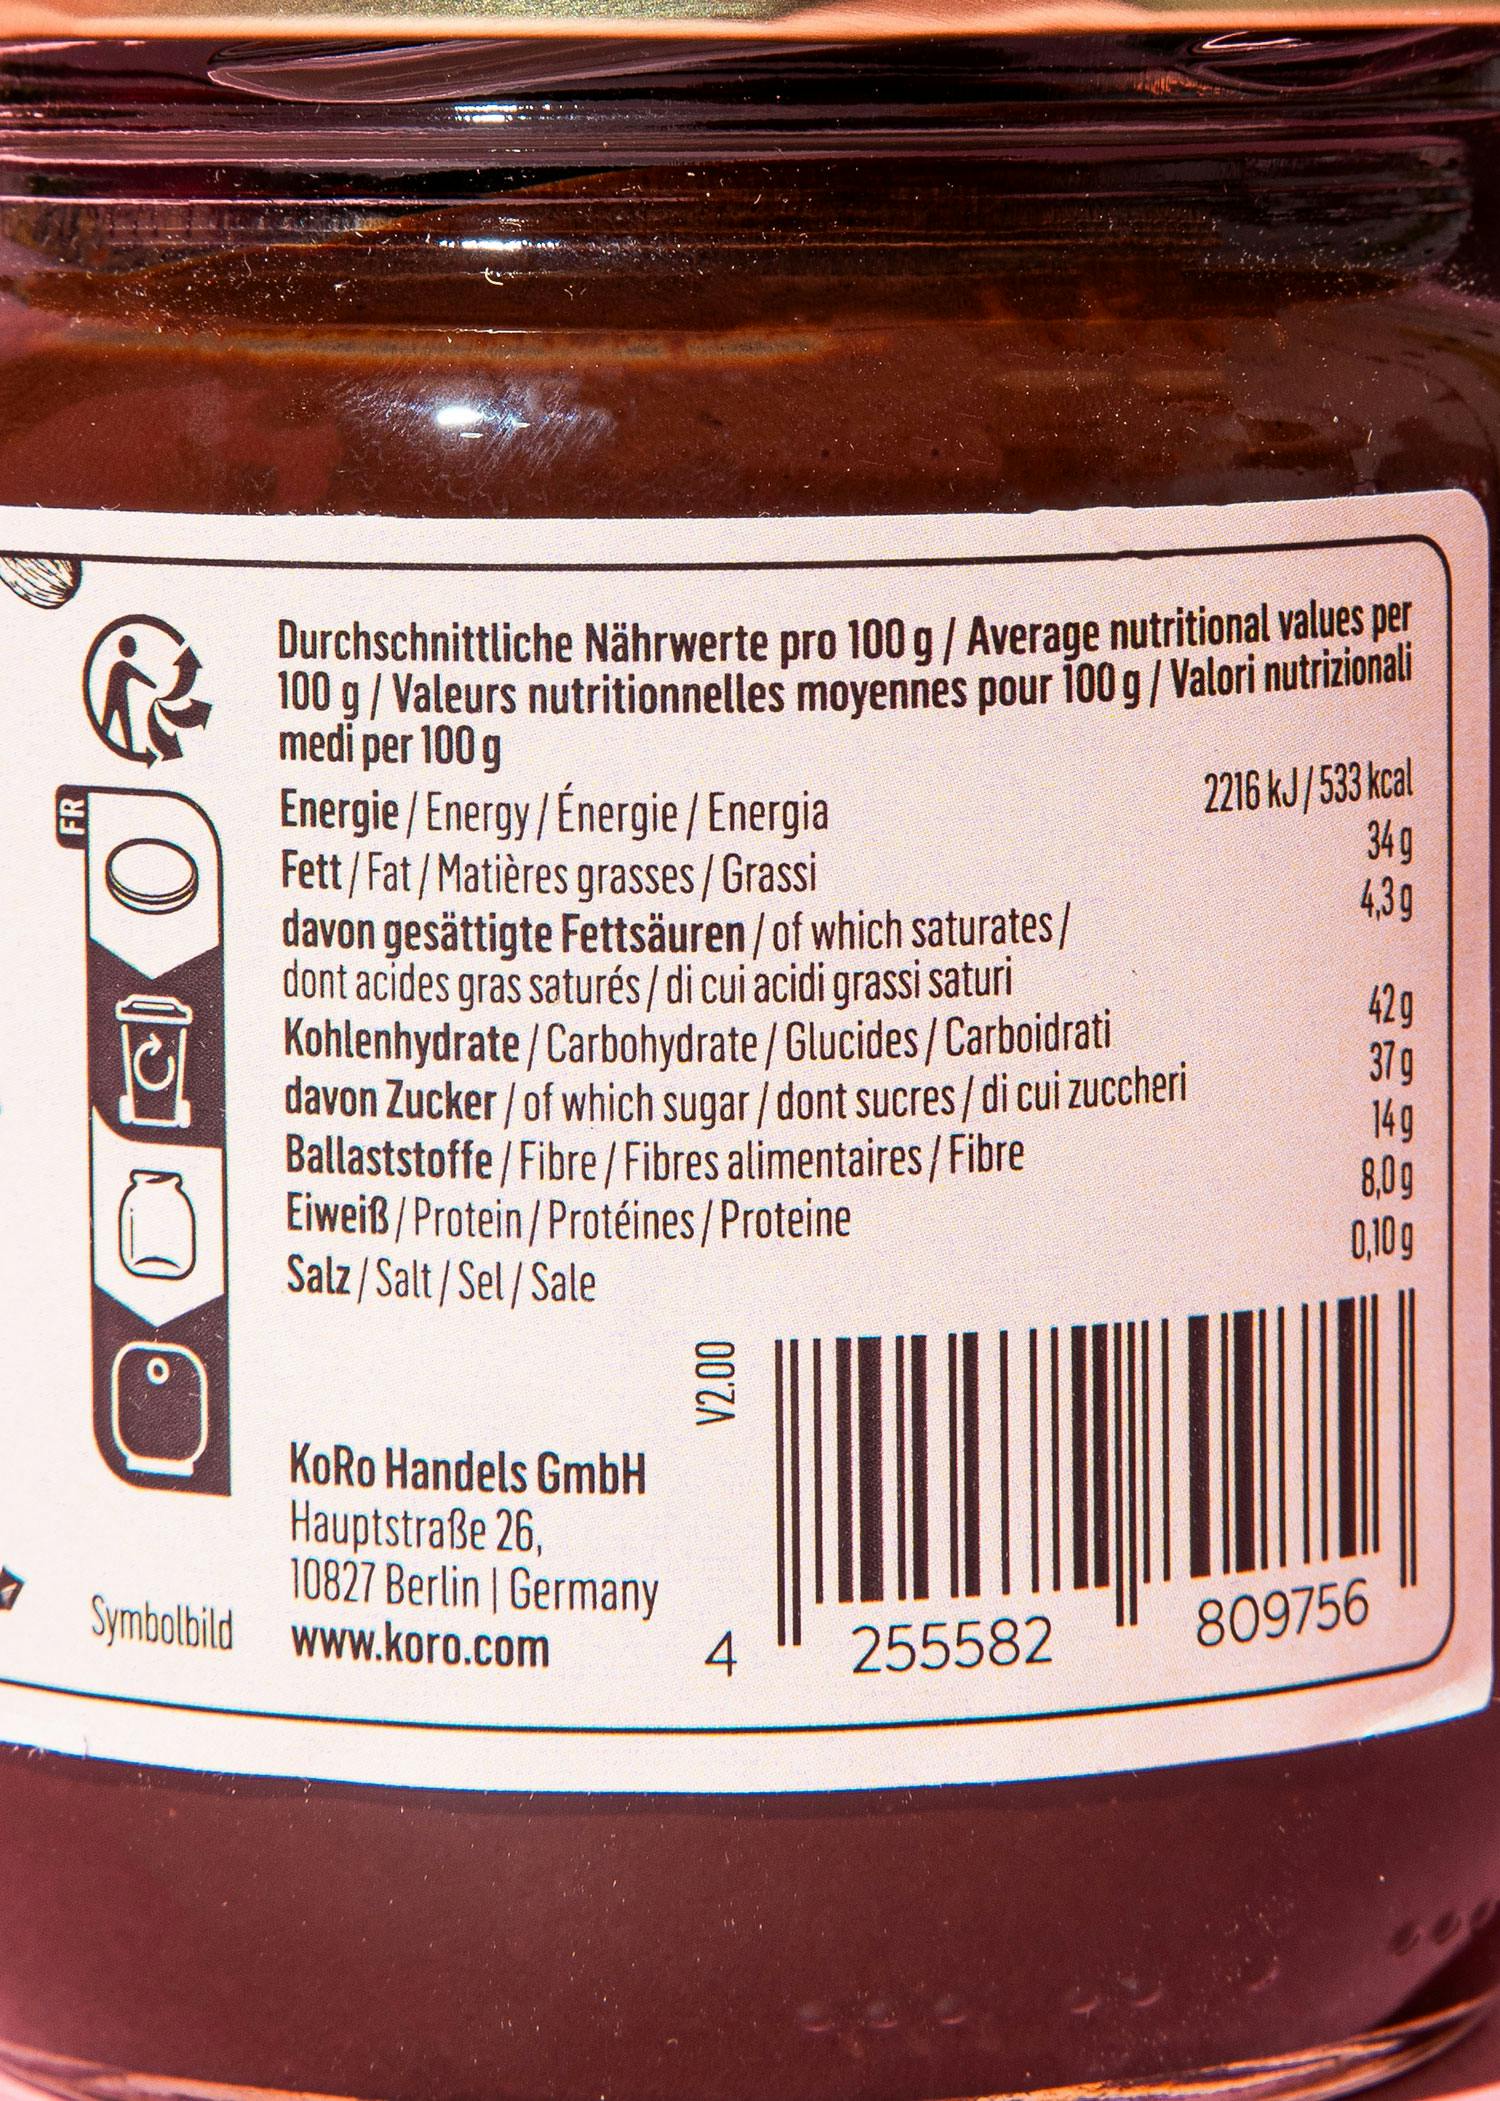 Durchschnittliche Nährwerte pro 100 g / Average nutritional values per
100 g / Valeurs nutritionnelles moyennes pour 100 g / Valori nutrizionali
medi per 100 g
Energie / Energy / Énergie / Energia 2216 kJ / 533 kcal
Fett / Fat / Matières grasses / Grassi 34 g
davon gesättigte Fettsäuren / of which saturates / 4,3 g
dont acides gras saturés / di cui acidi grassi saturi
Kohlenhydrate / Carbohydrate / Glucides / Carboidrati 42 g
davon Zucker / of which sugar / dont sucres / di cui zuccheri 37 g
Ballaststoffe / Fibre / Fibres alimentaires / Fibre 14 g
Eiweiß / Protein / Protéines / Proteine 8,0 g
Salz / Salt / Sel / Sale 0,10 g
FR
Symbolbild
KoRo Handels GmbH
Hauptstraße 26,
10827 Berlin | Germany
www.koro.com
V2.00
4 255582 809756